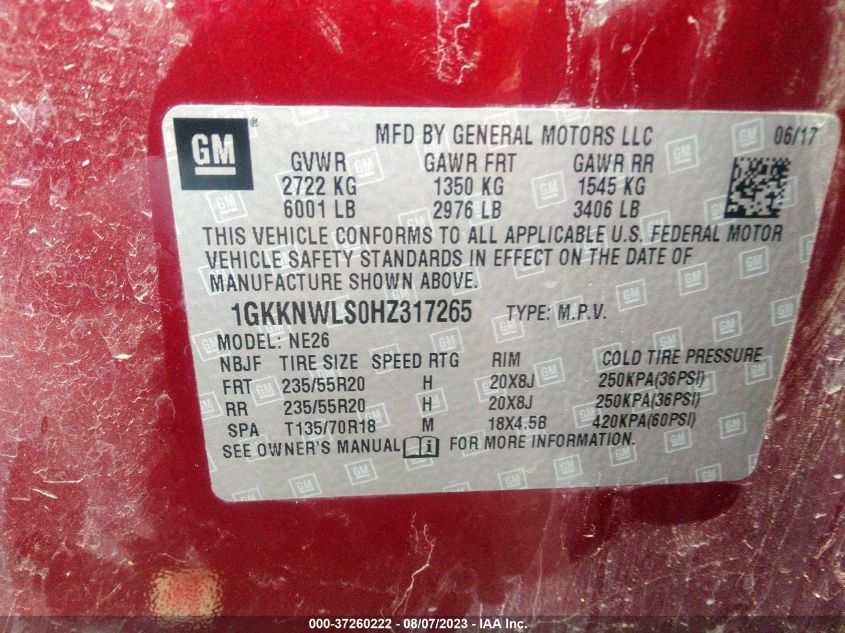 GM ® MFD BY GENERAL MOTORS LLC 06/17
GVWR GAWR FRT GAWR RR
2722 KG 1350 KG 1545 KG
6001 LB 2976 LB 3406 LB
THIS VEHICLE CONFORMS TO ALL APPLICABLE U.S. FEDERAL MOTOR
VEHICLE SAFETY STANDARDS IN EFFECT ON THE DATE OF
MANUFACTURE SHOWN ABOVE.
1GKKNWLS0HZ317265 TYPE: M.P.V.
MODEL: NE26
NBJF TIRE SIZE SPEED RTG RIM COLD TIRE PRESSURE
FRT 235/55R20 H 20X8J 250KPA(36PSI)
RR 235/55R20 H 20X8J 250KPA(36PSI)
SPA T135/70R18 M 18X4.5B 420KPA(60PSI)
SEE OWNER'S MANUAL FOR MORE INFORMATION.
000-37260222 - 08/07/2023 - IAA Inc.